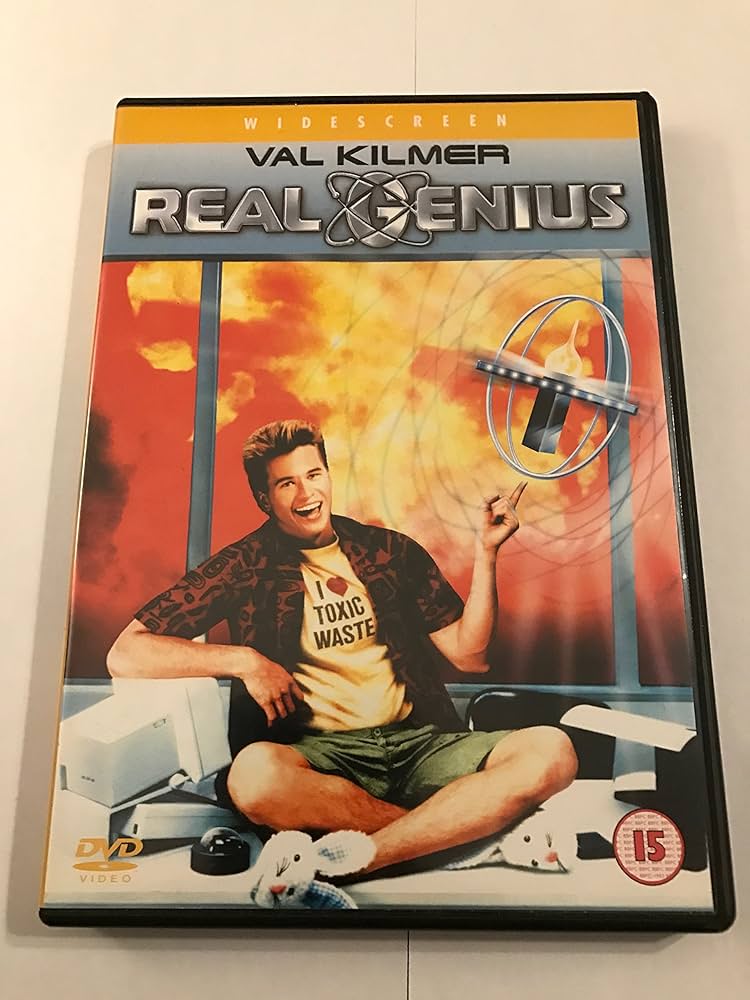 WIDESCREEN
VAL KILMER
REAL GENIUS
I ❤ TOXIC
WASTE
DVD
VIDEO
15